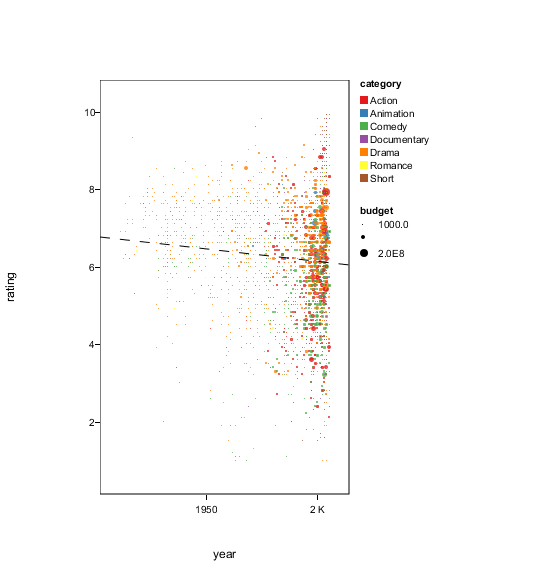 category
Action
Animation
Comedy
Documentary
Drama
Romance
Short
budget
1000.0
2.0E8
10
8
6
4
2
rating
1950
2 K
year